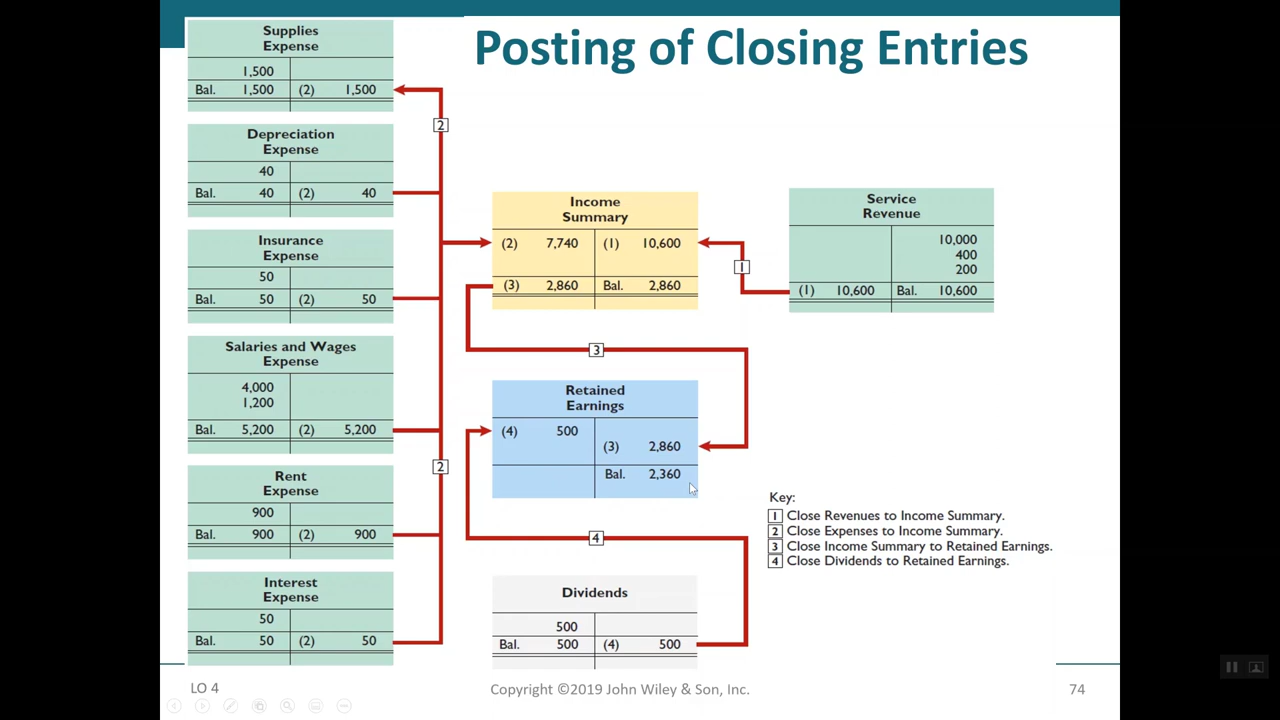 Posting of Closing Entries
Supplies
Expense
1,500
Bal. 1,500 (2) 1,500
2
Depreciation
Expense
40
Bal. 40 (2) 40
Insurance
Expense
50
Bal. 50 (2) 50
Salaries and Wages
Expense
4,000
1,200
Bal. 5,200 (2) 5,200
2
Rent
Expense
900
Bal. 900 (2) 900
Interest
Expense
50
Bal. 50 (2) 50
Income
Summary
(2) 7,740 (1) 10,600
(3) 2,860 Bal. 2,860
1
Service
Revenue
10,000
400
200
(1) 10,600 Bal. 10,600
3
Retained
Earnings
(4) 500
(3) 2,860
Bal. 2,360
4
Dividends
500
Bal. 500 (4) 500
Key:
1 Close Revenues to Income Summary.
2 Close Expenses to Income Summary.
3 Close Income Summary to Retained Earnings.
4 Close Dividends to Retained Earnings.
LO 4
Copyright ©2019 John Wiley & Son, Inc.
74